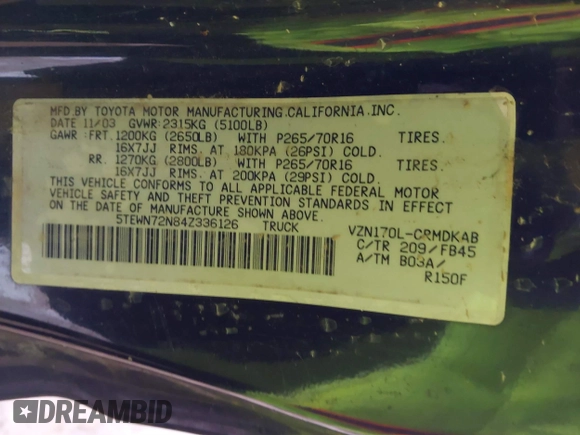 MFD BY TOYOTA MOTOR MANUFACTURING.CALIFORNIA.INC.
DATE 11/03 GVWR:2315KG (5100LB)
GAWR: FRT.1200KG (2650LB) WITH P265/70R16 TIRES.
16X7JJ RIMS. AT 180KPA (26PSI) COLD.
RR. 1270KG (2800LB) WITH P265/70R16 TIRES.
16X7JJ RIMS. AT 200KPA (29PSI) COLD.
THIS VEHICLE CONFORMS TO ALL APPLICABLE FEDERAL MOTOR
VEHICLE SAFETY AND THEFT PREVENTION STANDARDS IN EFFECT
ON THE DATE OF MANUFACTURE SHOWN ABOVE.
5TEWN72N84Z336126 TRUCK
VZN170L-CRMDKAB
C/TR 209/FB45
A/TM B03A/
R150F
DREAMBID